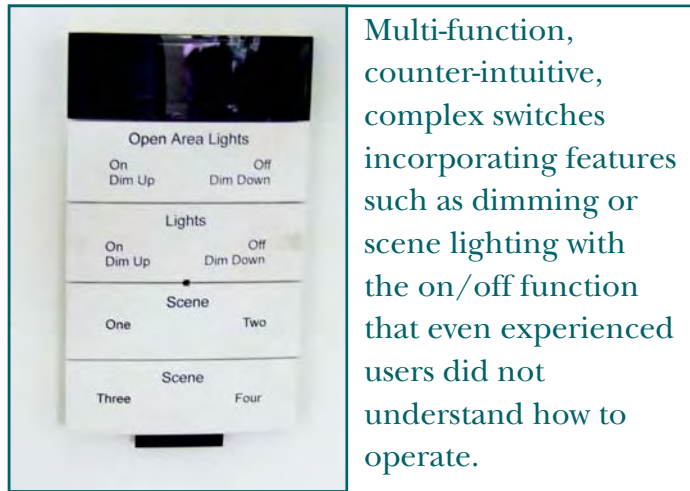 Open Area Lights
On Off
Dim Up Dim Down
Lights
On Off
Dim Up Dim Down
Scene
One Two
Scene
Three Four
Multi-function,
counter-intuitive,
complex switches
incorporating features
such as dimming or
scene lighting with
the on/off function
that even experienced
users did not
understand how to
operate.